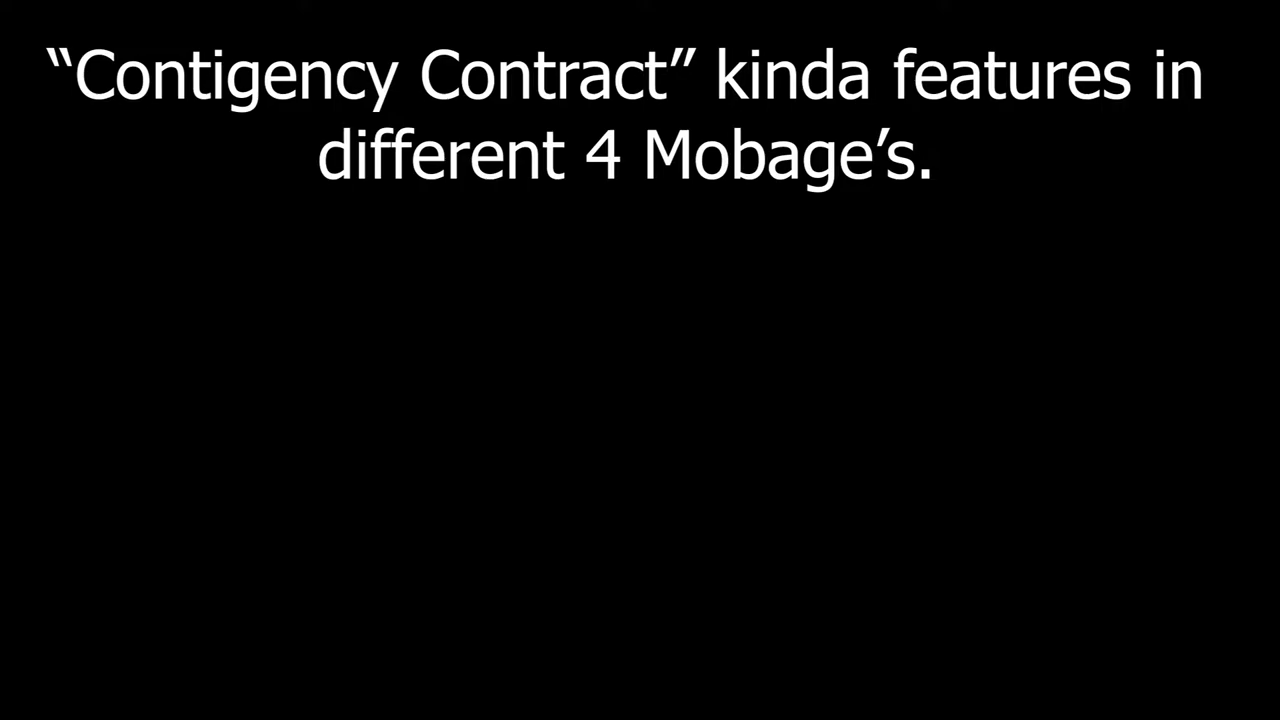 “Contigency Contract” kinda features in
different 4 Mobage’s.